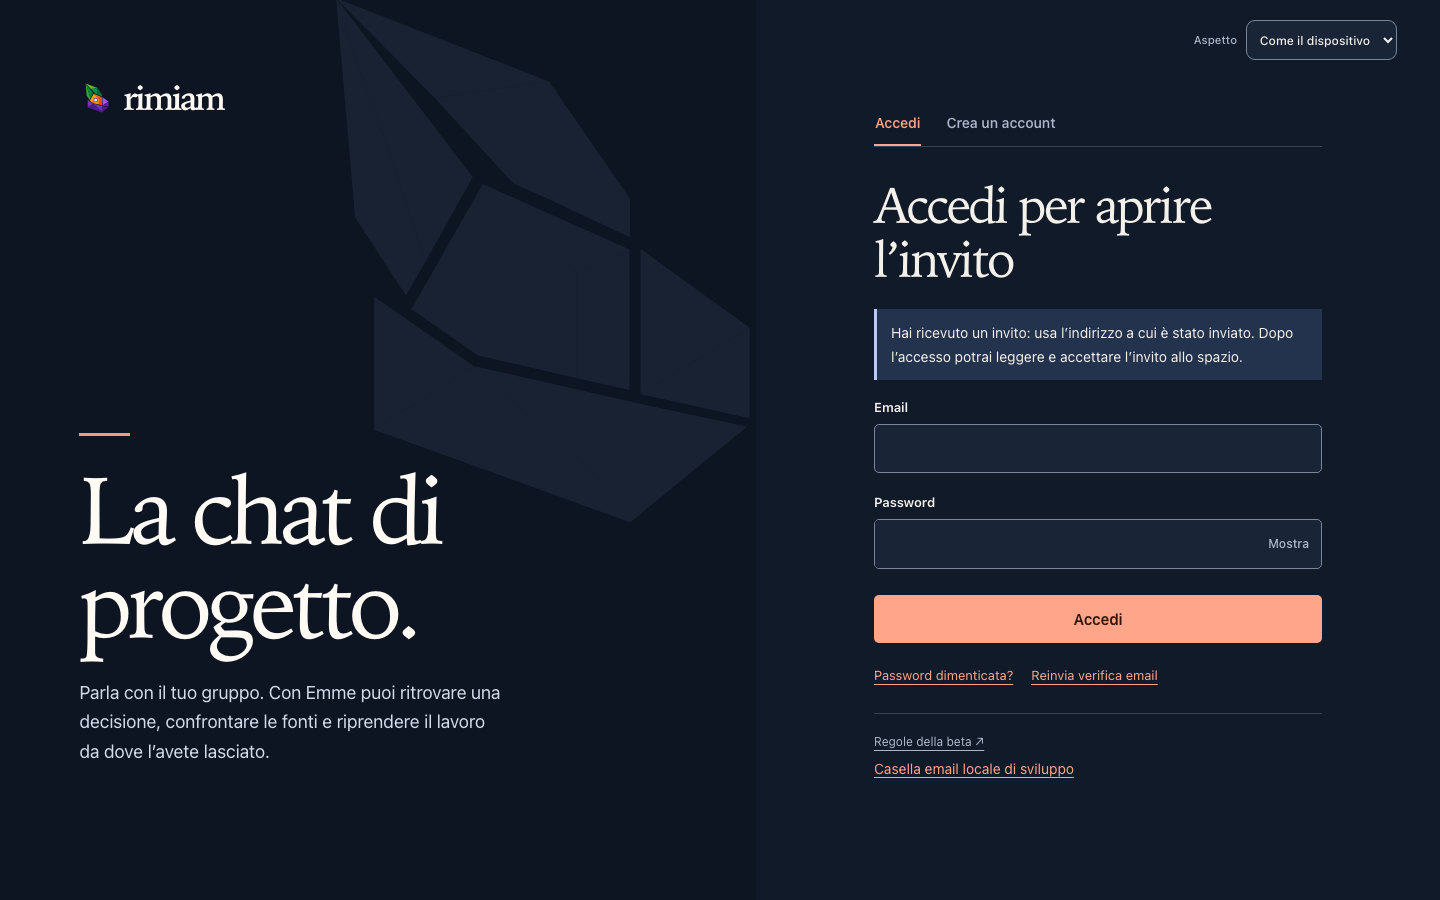 rimiam
La chat di
progetto.
Parla con il tuo gruppo. Con Emme puoi ritrovare una
decisione, confrontare le fonti e riprendere il lavoro
da dove l’avete lasciato.
Aspetto
Come il dispositivo
Accedi
Crea un account
Accedi per aprire
l’invito
Hai ricevuto un invito: usa l’indirizzo a cui è stato inviato. Dopo
l’accesso potrai leggere e accettare l’invito allo spazio.
Email
Password
Mostra
Accedi
Password dimenticata?
Reinvia verifica email
Regole della beta ↗
Casella email locale di sviluppo